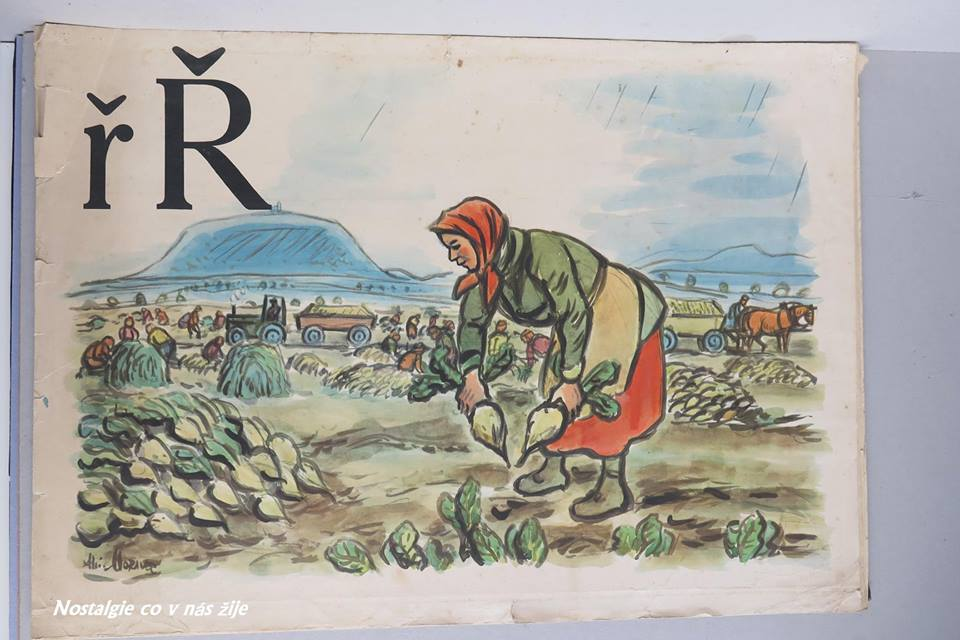 ř Ř
Nostalgie co v nás žije